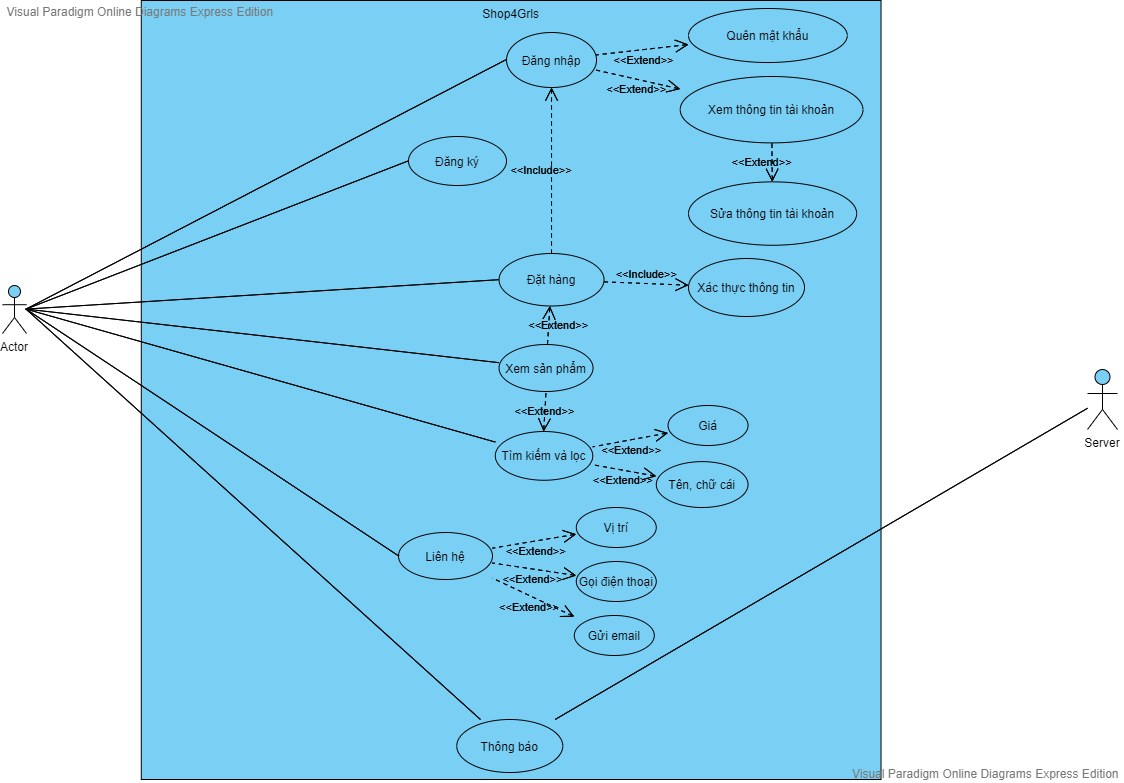 Visual Paradigm Online Diagrams Express Edition
Shop4Grls
Đăng nhập
Quên mật khẩu
<<Extend>>
<<Extend>>
Xem thông tin tài khoản
Đăng ký
<<Include>>
<<Extend>>
Sửa thông tin tài khoản
Đặt hàng
<<Include>>
Xác thực thông tin
<<Extend>>
Actor
Xem sản phẩm
<<Extend>>
Giá
Server
Tìm kiếm và lọc
<<Extend>>
<<Extend>>
Tên, chữ cái
Vị trí
Liên hệ
<<Extend>>
<<Extend>>
Gọi điện thoại
<<Extend>>
Gửi email
Thông báo
Visual Paradigm Online Diagrams Express Edition